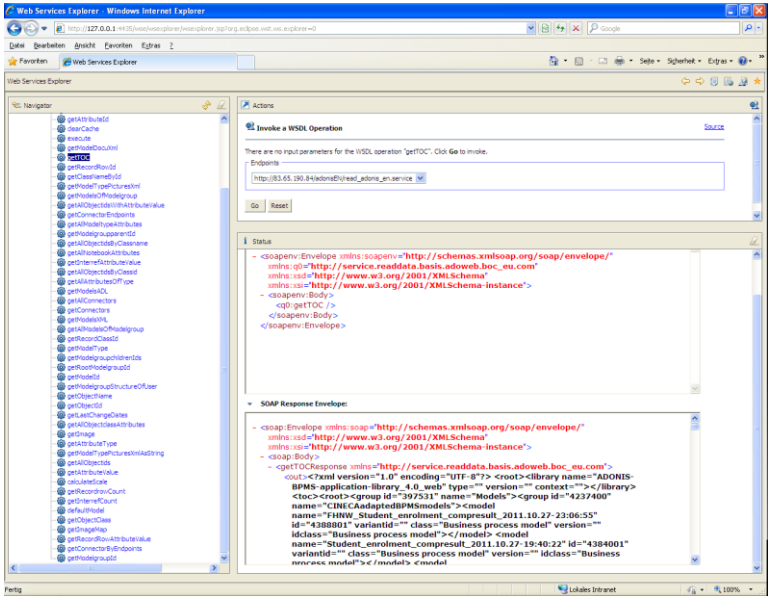 Web Services Explorer - Windows Internet Explorer
http://127.0.0.1:4435/wse/wsexplorer/wsexplorer.jsp?org.eclipse.wst.ws.explorer=0
Google
Datei Bearbeiten Ansicht Favoriten Extras ?
Favoriten Web Services Explorer
Seite Sicherheit Extras
Web Services Explorer
Navigator
getAttributeId
clearCache
execute
getModelDocuXml
getTOC
getRecordRowId
getClassNameById
getModelTypePicturesXml
getModelsOfModelgroup
getAllObjectIdsWithAttributeValue
getConnectorEndpoints
getAllModeltypeAttributes
getModelgroupparentId
getAllObjectIdsByClassname
getAllNotebookAttributes
getInterrefAttributeValue
getAllObjectIdsByClassId
getAllAttributesOfType
getModelsADL
getAllConnectors
getConnectors
getModelsXML
getAllModelsOfModelgroup
getRecordClassId
getModelType
getModelgroupchildrenIds
getRootModelgroupId
getModelId
getModelgroupStructureOfUser
getObjectName
getObjectId
getLastChangeDates
getAllObjectclassAttributes
getImage
getAttributeType
getModelTypePicturesXmlAsString
getAllObjectIds
getAttributeValue
calculateScale
getRecordrowCount
getInterrefCount
defaultModel
getObjectClass
getImageMap
getRecordRowAttributeValue
getConnectorByEndpoints
getModelgroupId
Actions
Invoke a WSDL Operation
Source
There are no input parameters for the WSDL operation "getTOC". Click Go to invoke.
Endpoints
http://83.65.190.84/adonisEN/read_adonis_en.service
Go Reset
i Status
- <soapenv:Envelope xmlns:soapenv="http://schemas.xmlsoap.org/soap/envelope/"
xmlns:q0="http://service.readdata.basis.adoweb.boc_eu.com"
xmlns:xsd="http://www.w3.org/2001/XMLSchema"
xmlns:xsi="http://www.w3.org/2001/XMLSchema-instance">
- <soapenv:Body>
<q0:getTOC />
</soapenv:Body>
</soapenv:Envelope>
SOAP Response Envelope:
- <soap:Envelope xmlns:soap="http://schemas.xmlsoap.org/soap/envelope/"
xmlns:xsd="http://www.w3.org/2001/XMLSchema"
xmlns:xsi="http://www.w3.org/2001/XMLSchema-instance">
- <soap:Body>
- <getTOCResponse xmlns="http://service.readdata.basis.adoweb.boc_eu.com">
<out><?xml version="1.0" encoding="UTF-8"?> <root><library name="ADONIS-
BPMS-application-library_4.0_web" type="" version="" context=""></library>
<toc><root><group id="397531" name="Models"><group id="4237400"
name="CINECAadaptedBPMSmodels"><model
name="FHNW_Student_enrolment_compresult_2011.10.27-23:06:55"
id="4388801" variantid="" class="Business process model" version=""
idclass="Business process model"></model> <model
name="Student_enrolment_compresult_2011.10.27-19:40:22" id="4384001"
variantid="" class="Business process model" version="" idclass="Business
process model"></model> <model
Fertig
Lokales Intranet
100%